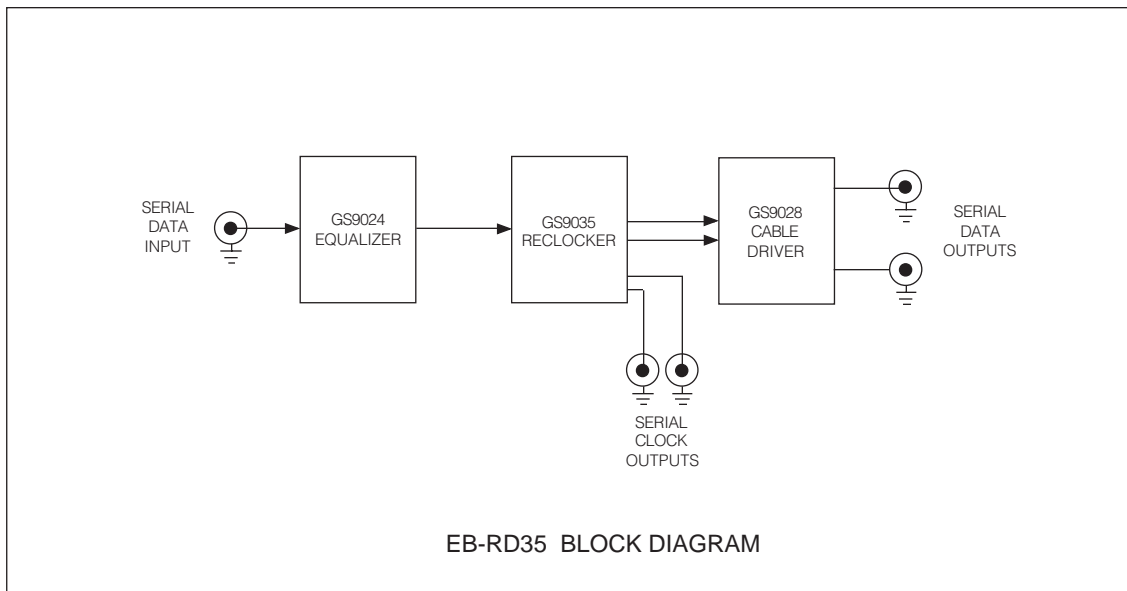 SERIAL
DATA
INPUT
GS9024
EQUALIZER
GS9035
RECLOCKER
GS9028
CABLE
DRIVER
SERIAL
DATA
OUTPUTS
SERIAL
CLOCK
OUTPUTS
EB-RD35 BLOCK DIAGRAM